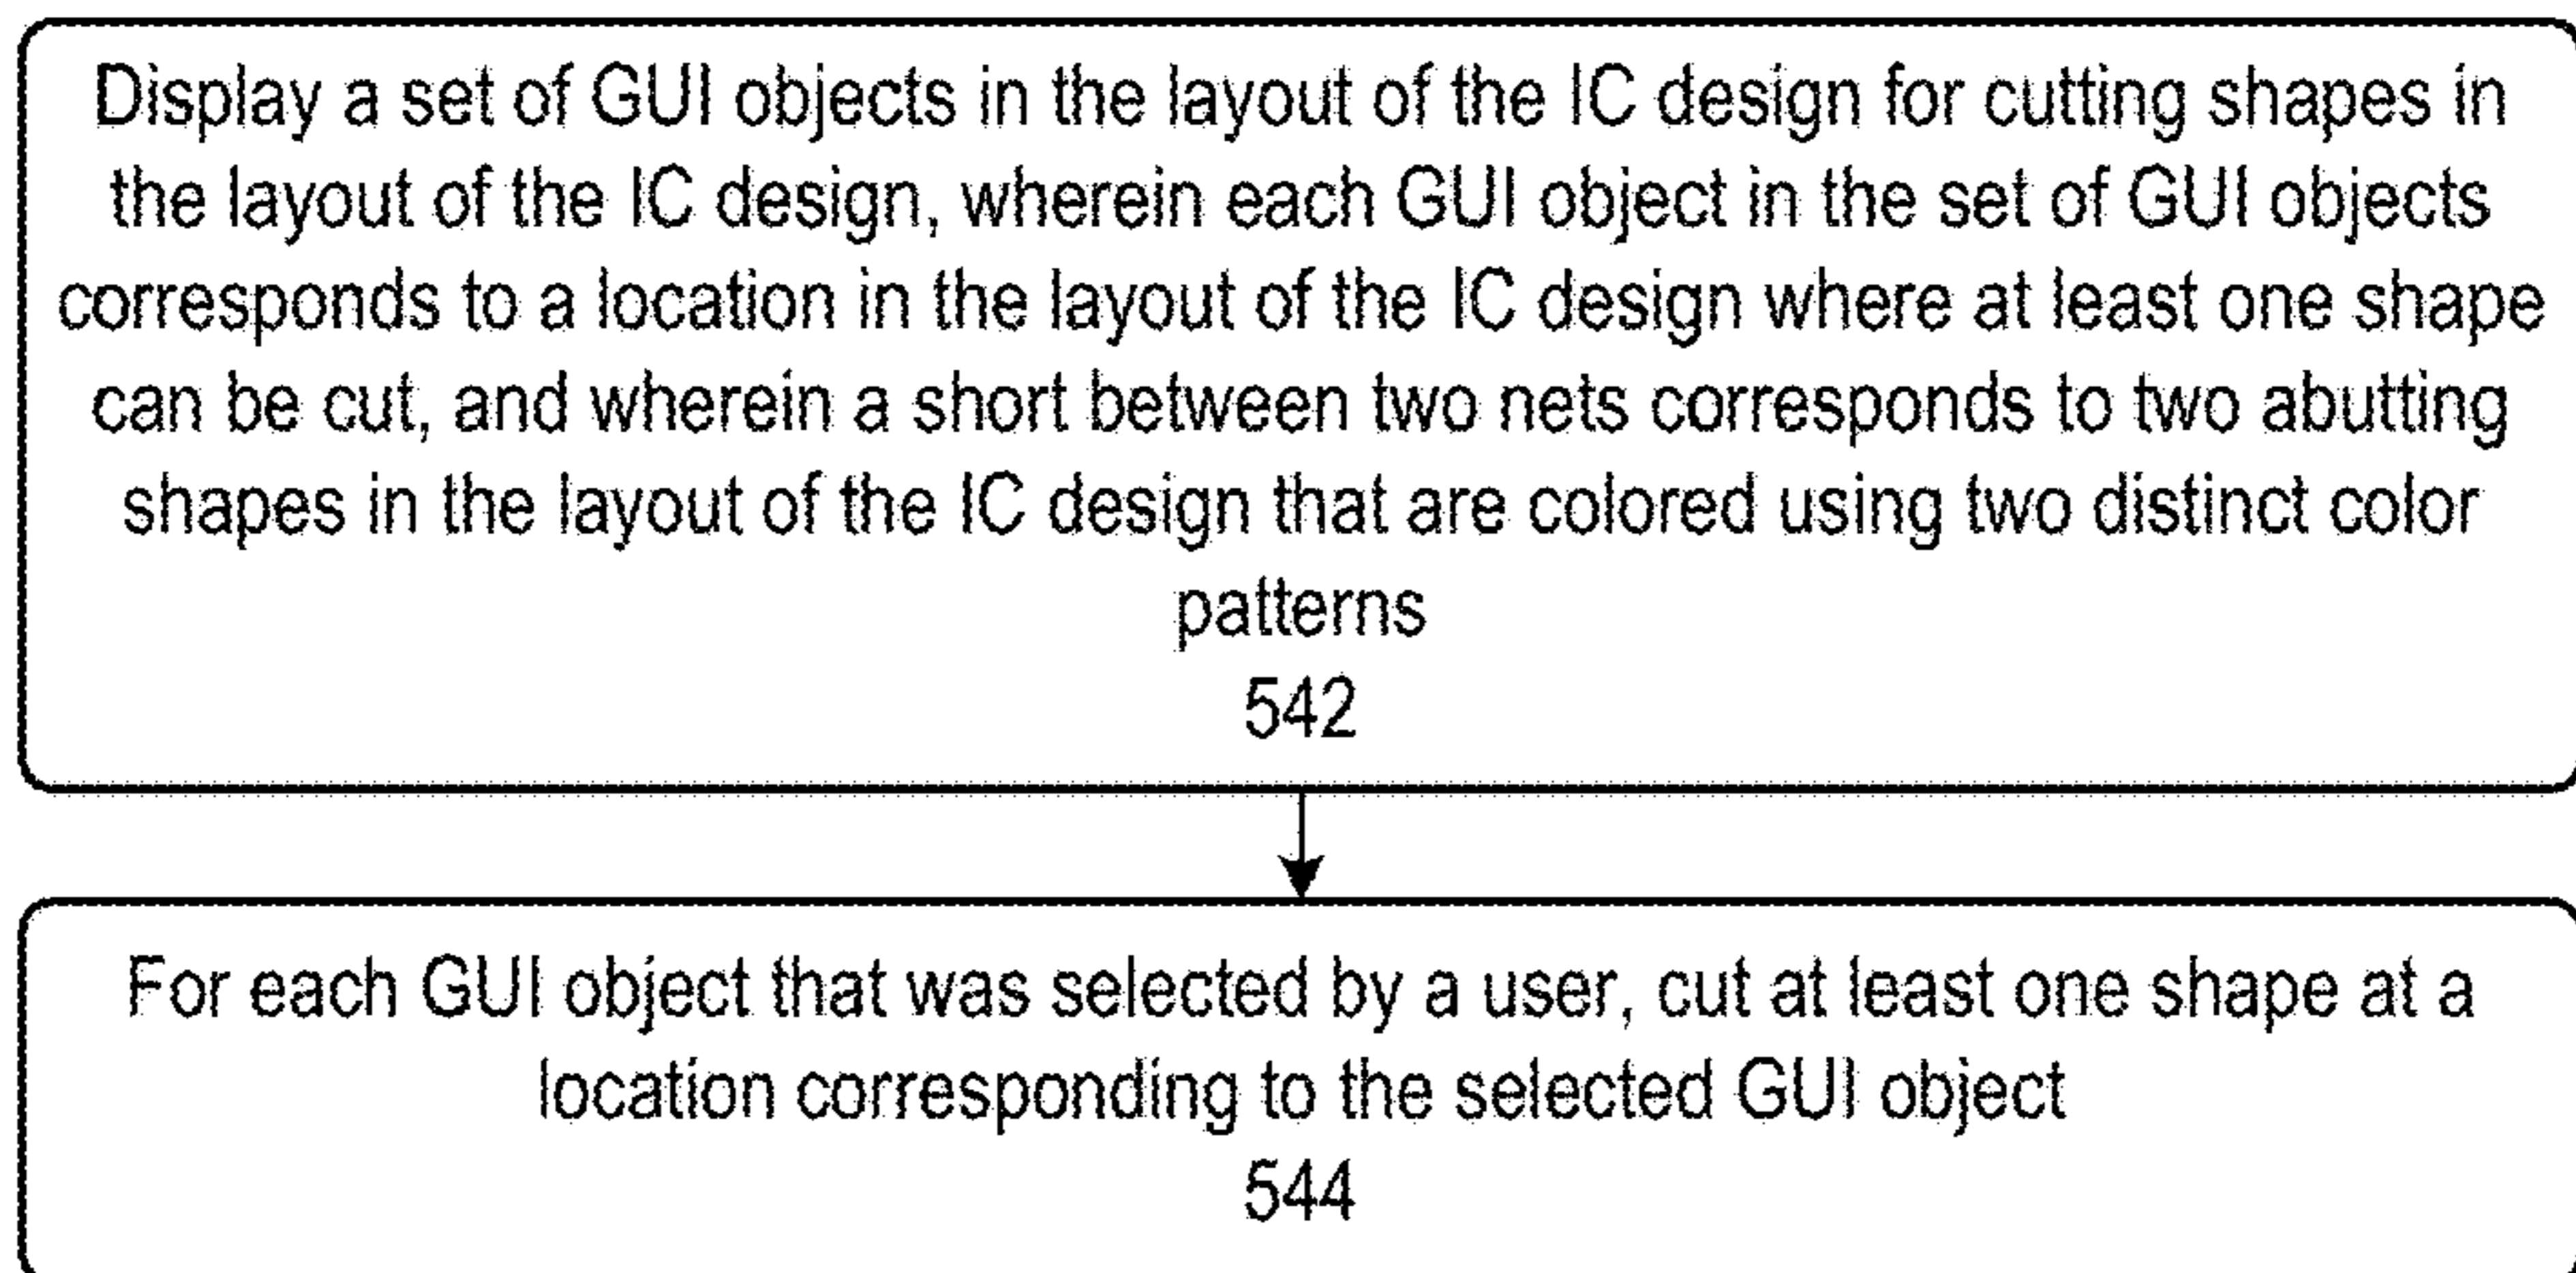 Display a set of GUI objects in the layout of the IC design for cutting shapes in
the layout of the IC design, wherein each GUI object in the set of GUI objects
corresponds to a location in the layout of the IC design where at least one shape
can be cut, and wherein a short between two nets corresponds to two abutting
shapes in the layout of the IC design that are colored using two distinct color
patterns
542
For each GUI object that was selected by a user, cut at least one shape at a
location corresponding to the selected GUI object
544